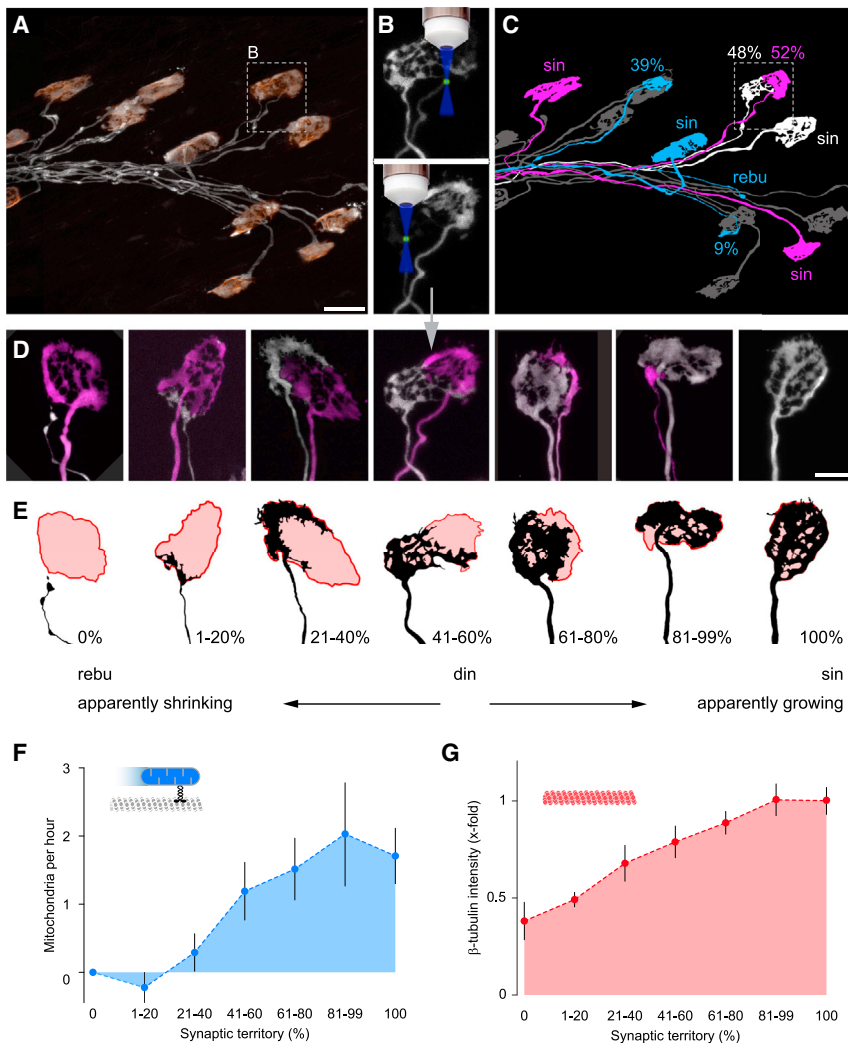 A
B
B
C
sin
39%
48%
52%
sin
sin
rebu
9%
sin
D
E
0%
1-20%
21-40%
41-60%
61-80%
81-99%
100%
rebu
din
sin
apparently shrinking
apparently growing
F
Mitochondria per hour
3
2
1
0
0
1-20
21-40
41-60
61-80
81-99
100
Synaptic territory (%)
G
β-tubulin intensity (x-fold)
1
0.5
0
0
1-20
21-40
41-60
61-80
81-99
100
Synaptic territory (%)